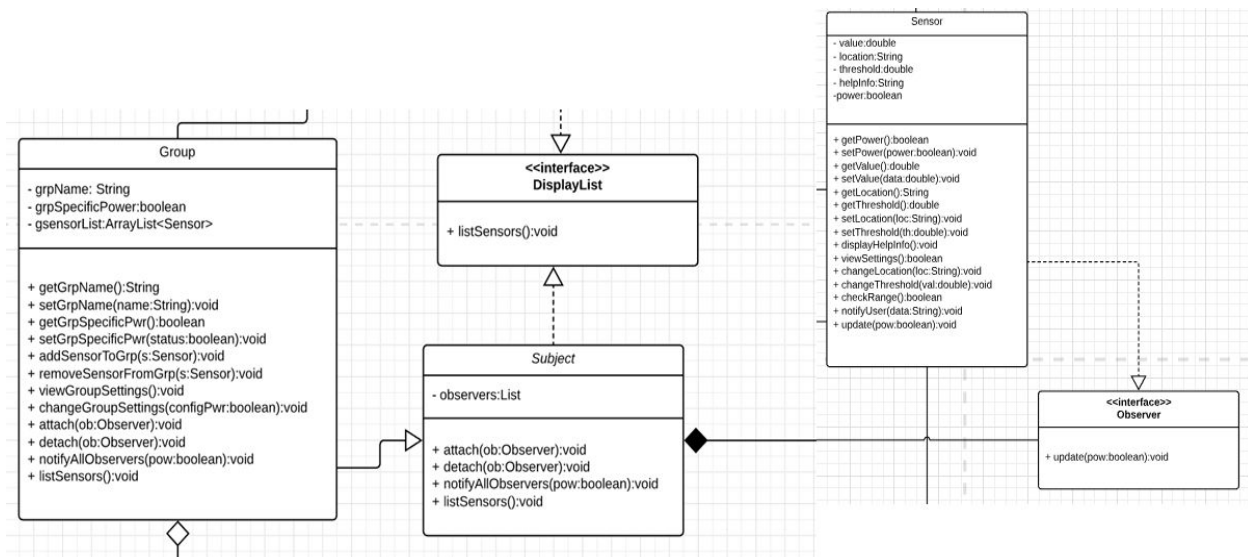 Group
- grpName: String
- grpSpecificPower:boolean
- gsensorList:ArrayList<Sensor>
+ getGrpName():String
+ setGrpName(name:String):void
+ getGrpSpecificPwr():boolean
+ setGrpSpecificPwr(status:boolean):void
+ addSensorToGrp(s:Sensor):void
+ removeSensorFromGrp(s:Sensor):void
+ viewGroupSettings():void
+ changeGroupSettings(configPwr:boolean):void
+ attach(ob:Observer):void
+ detach(ob:Observer):void
+ notifyAllObservers(pow:boolean):void
+ listSensors():void
<<interface>>
DisplayList
+ listSensors():void
Subject
- observers:List
+ attach(ob:Observer):void
+ detach(ob:Observer):void
+ notifyAllObservers(pow:boolean):void
+ listSensors():void
Sensor
- value:double
- location:String
- threshold:double
- helpInfo:String
-power:boolean
+ getPower():boolean
+ setPower(power:boolean):void
+ getValue():double
+ setValue(data:double):void
+ getLocation():String
+ getThreshold():double
+ setLocation(loc:String):void
+ setThreshold(th:double):void
+ displayHelpInfo():void
+ viewSettings():boolean
+ changeLocation(loc:String):void
+ changeThreshold(val:double):void
+ checkRange():boolean
+ notifyUser(data:String):void
+ update(pow:boolean):void
<<interface>>
Observer
+ update(pow:boolean):void